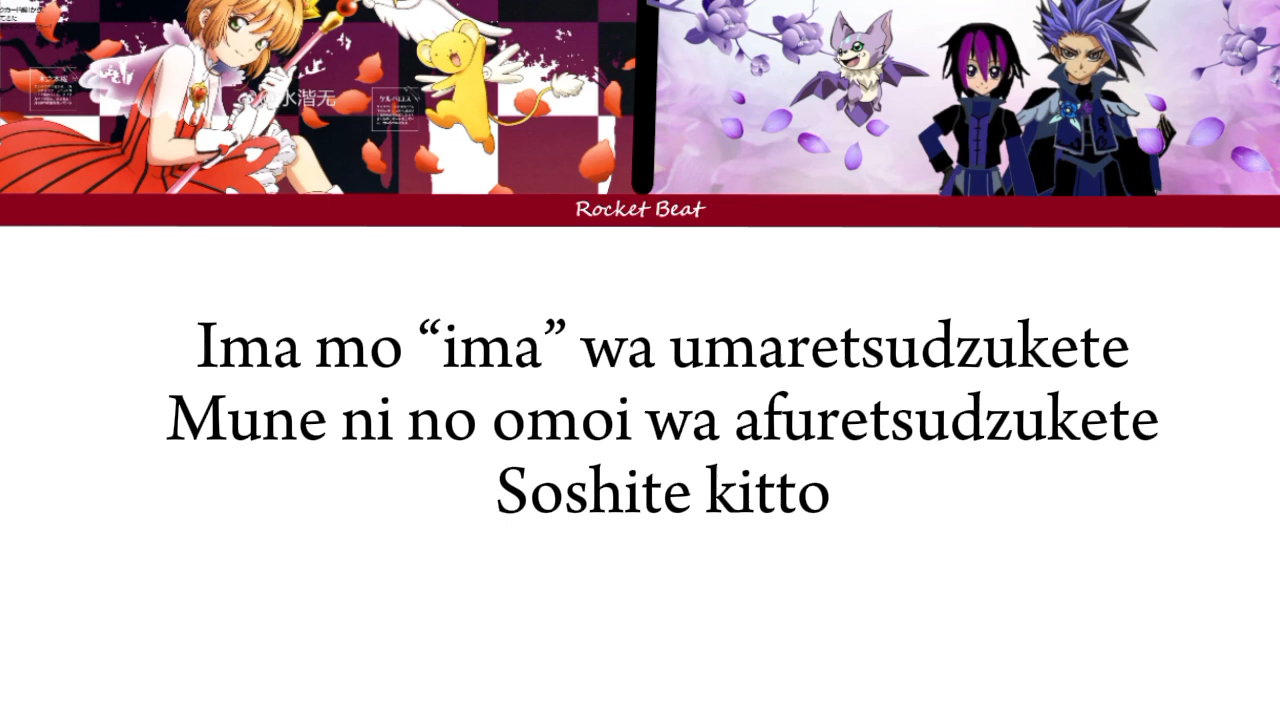 Rocket Beat
Ima mo “ima” wa umaretsudzukete
Mune ni no omoi wa afuretsudzukete
Soshite kitto